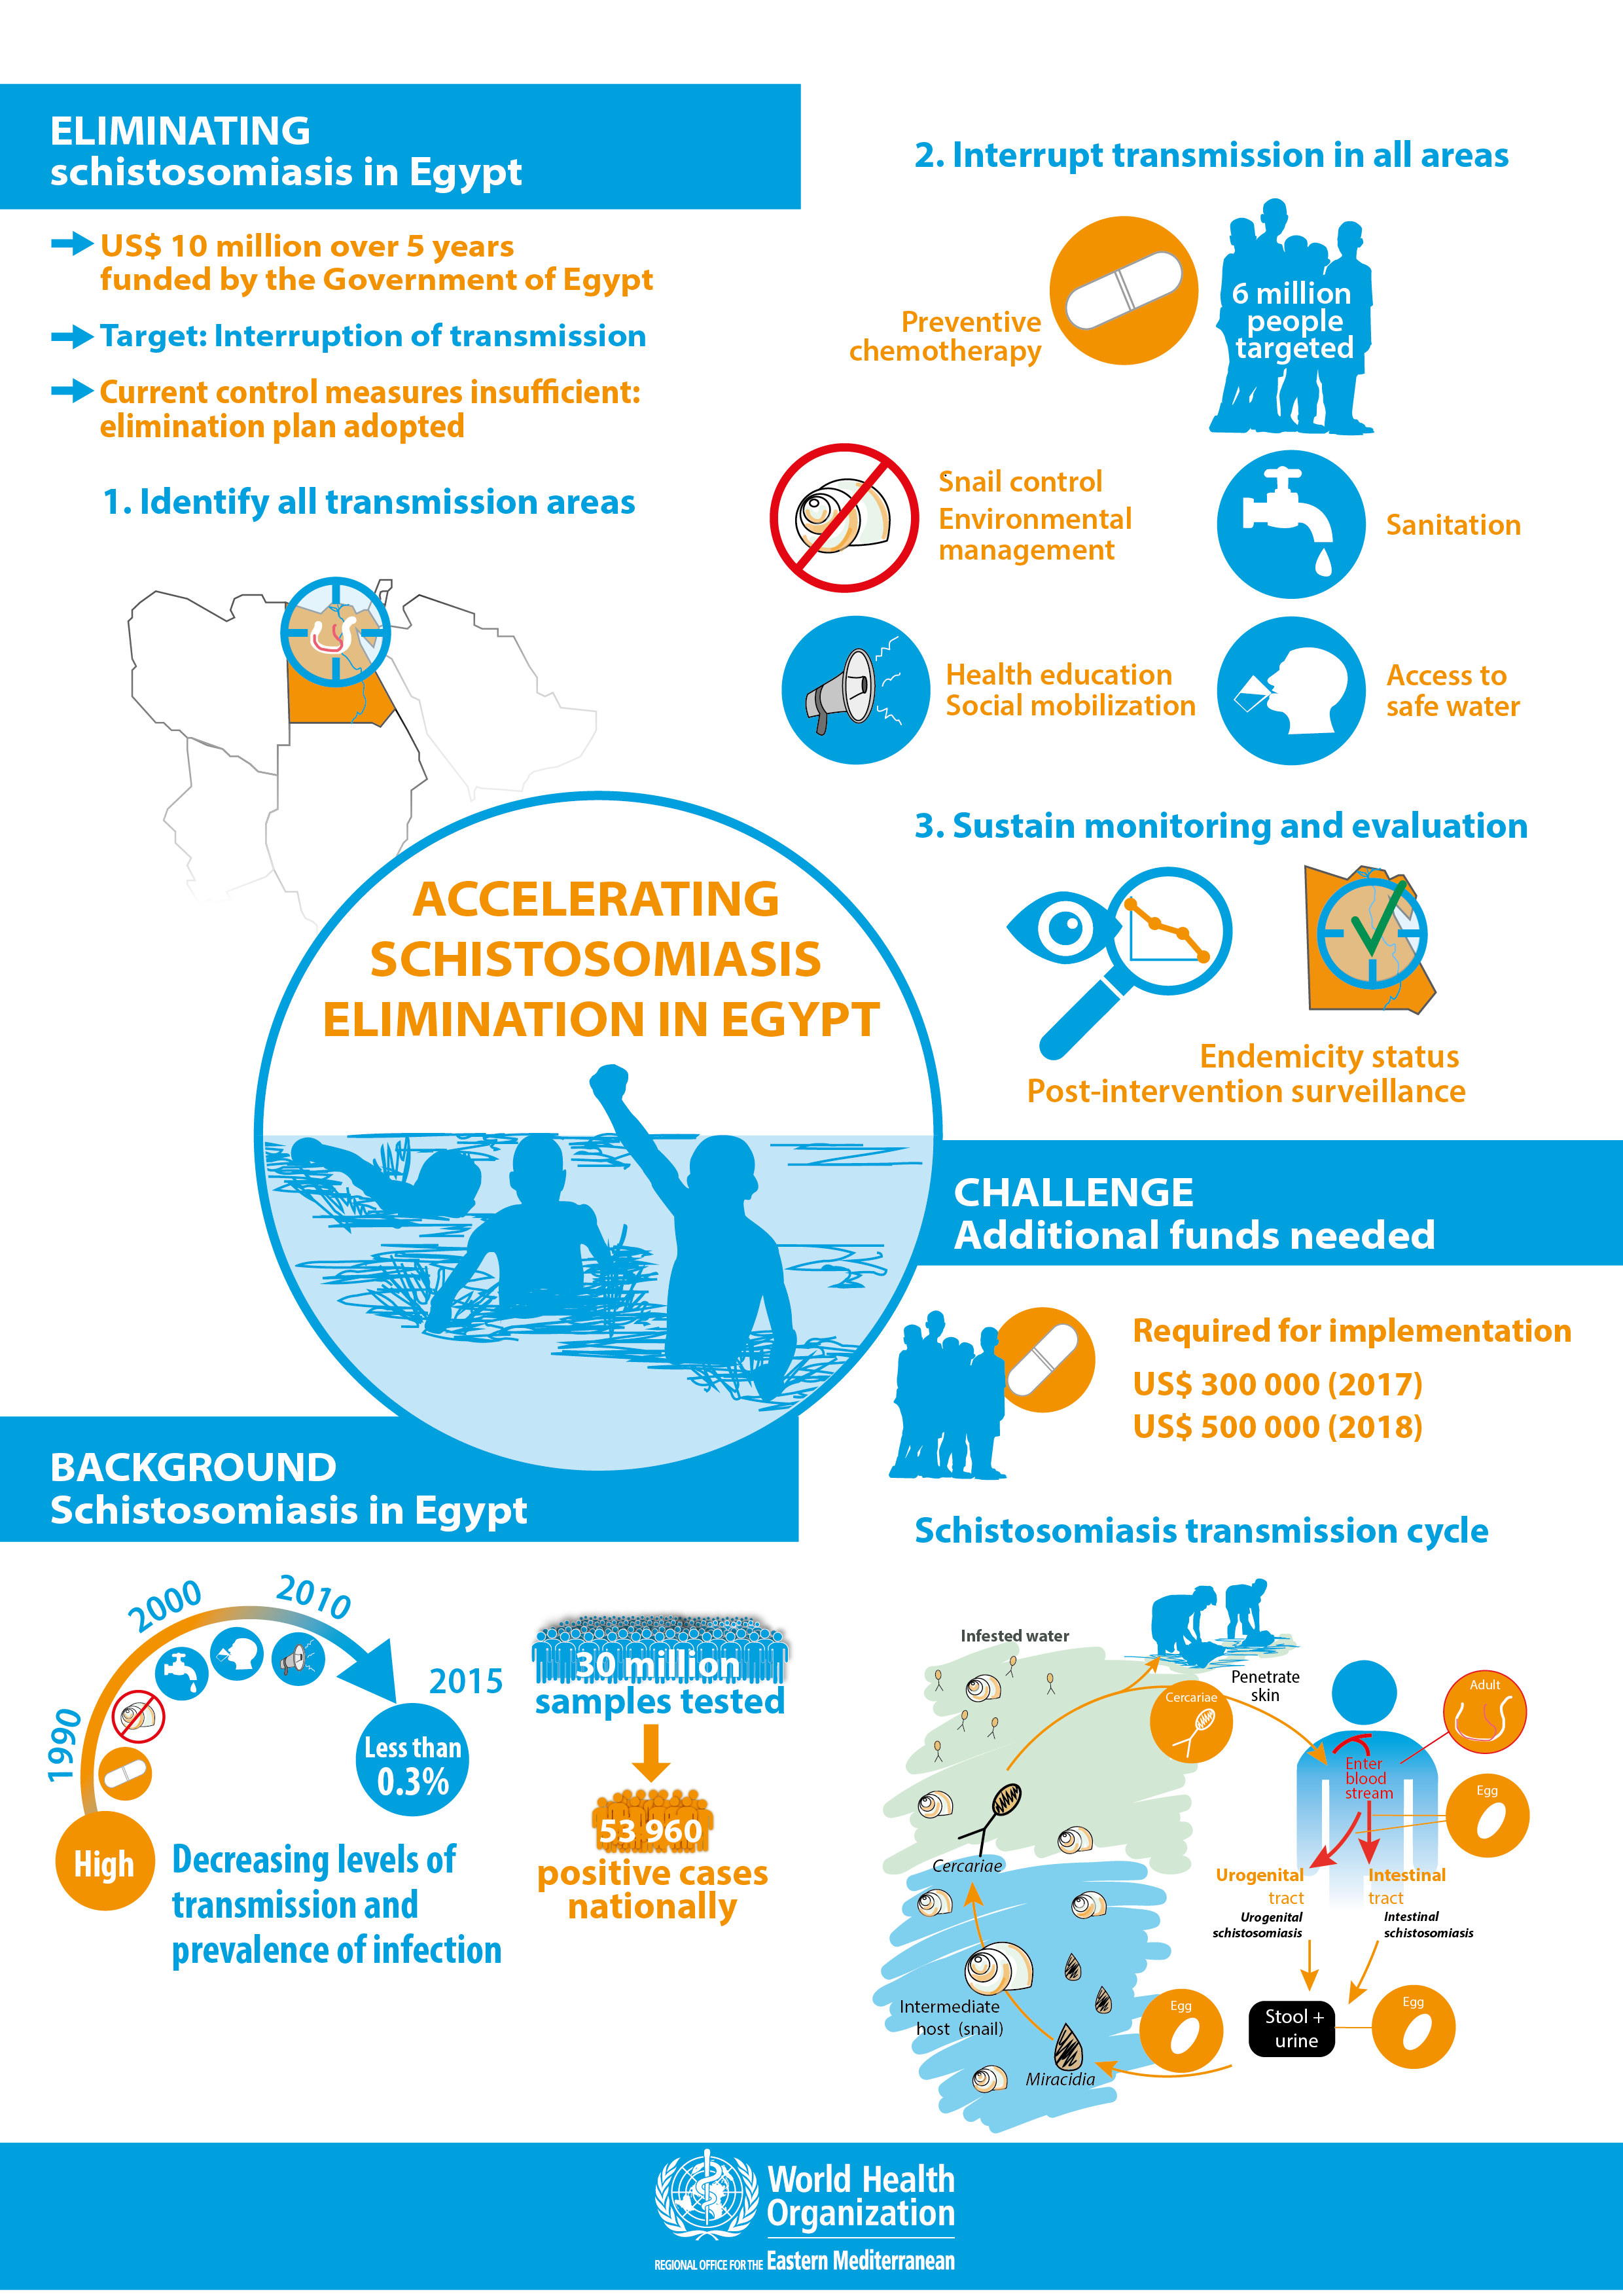 ELIMINATING
schistosomiasis in Egypt
US$ 10 million over 5 years
funded by the Government of Egypt
Target: Interruption of transmission
Current control measures insufficient:
elimination plan adopted
1. Identify all transmission areas
2. Interrupt transmission in all areas
Preventive
chemotherapy
6 million
people
targeted
Snail control
Environmental
management
Sanitation
Health education
Social mobilization
Access to
safe water
3. Sustain monitoring and evaluation
Endemicity status
Post-intervention surveillance
ACCELERATING
SCHISTOSOMIASIS
ELIMINATION IN EGYPT
CHALLENGE
Additional funds needed
Required for implementation
US$ 300 000 (2017)
US$ 500 000 (2018)
BACKGROUND
Schistosomiasis in Egypt
1990
2000
2010
2015
High
Less than
0.3%
Decreasing levels of
transmission and
prevalence of infection
30 million
samples tested
53 960
positive cases
nationally
Schistosomiasis transmission cycle
Infested water
Penetrate
skin
Cercariae
Adult
Enter
blood
stream
Egg
Cercariae
Urogenital
tract
Urogenital
schistosomiasis
Intestinal
tract
Intestinal
schistosomiasis
Intermediate
host (snail)
Miracidia
Egg
Stool +
urine
Egg
World Health
Organization
REGIONAL OFFICE FOR THE Eastern Mediterranean